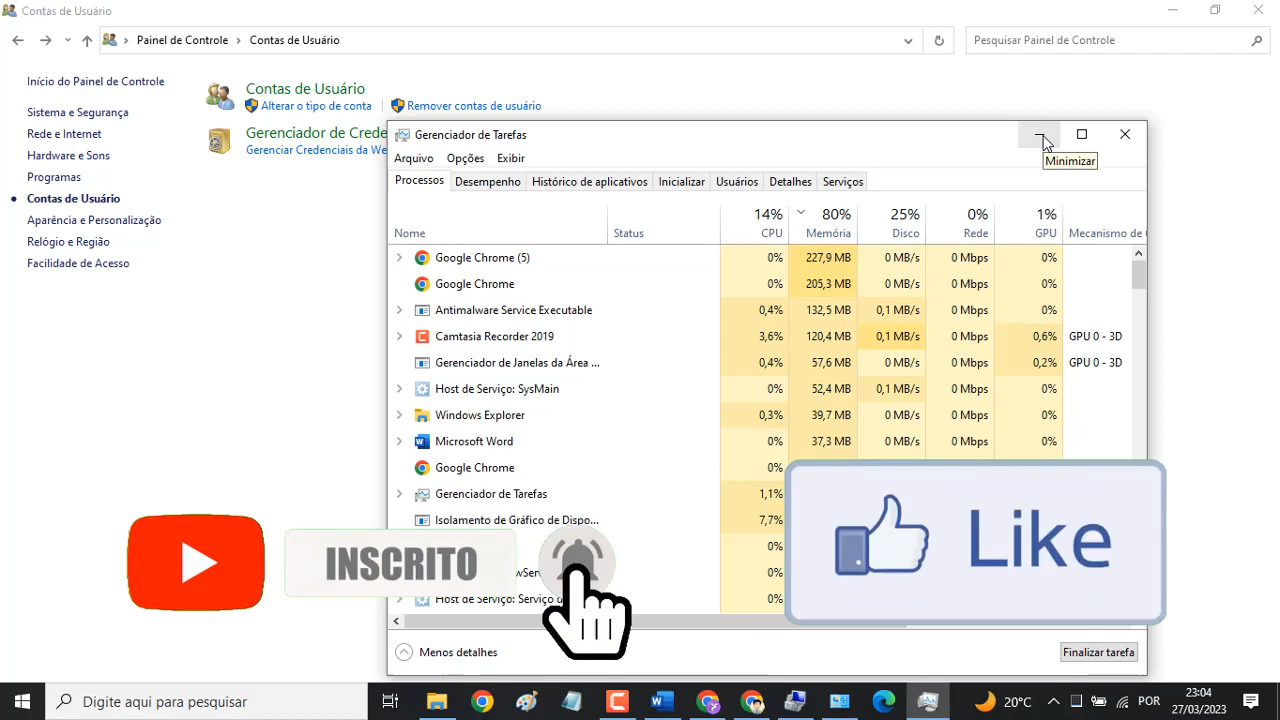 Contas de Usuário
Painel de Controle Contas de Usuário
Pesquisar Painel de Controle
Início do Painel de Controle
Sistema e Segurança
Rede e Internet
Hardware e Sons
Programas
Contas de Usuário
Aparência e Personalização
Relógio e Região
Facilidade de Acesso
Contas de Usuário
Alterar o tipo de conta Remover contas de usuário
Gerenciador de Crede
Gerenciar Credenciais da We
Gerenciador de Tarefas
Minimizar
Arquivo Opções Exibir
Processos Desempenho Histórico de aplicativos Inicializar Usuários Detalhes Serviços
14% 80% 25% 0% 1%
Nome Status CPU Memória Disco Rede GPU Mecanismo de
Google Chrome (5) 0% 227,9 MB 0 MB/s 0 Mbps 0%
Google Chrome 0% 205,3 MB 0 MB/s 0 Mbps 0%
Antimalware Service Executable 0,4% 132,5 MB 0,1 MB/s 0 Mbps 0%
Camtasia Recorder 2019 3,6% 120,4 MB 0,1 MB/s 0 Mbps 0,6% GPU 0 - 3D
Gerenciador de Janelas da Área ... 0,4% 57,6 MB 0 MB/s 0 Mbps 0,2% GPU 0 - 3D
Host de Serviço: SysMain 0% 52,4 MB 0,1 MB/s 0 Mbps 0%
Windows Explorer 0,3% 39,7 MB 0 MB/s 0 Mbps 0%
Microsoft Word 0% 37,3 MB 0 MB/s 0 Mbps 0%
Google Chrome 0%
Gerenciador de Tarefas 1,1%
Isolamento de Gráfico de Dispo... 7,7%
0%
0%
Host de Serviço: Serviço 0%
INSCRITO
Like
Menos detalhes
Finalizar tarefa
Digite aqui para pesquisar
20°C
POR
23:04
27/03/2023